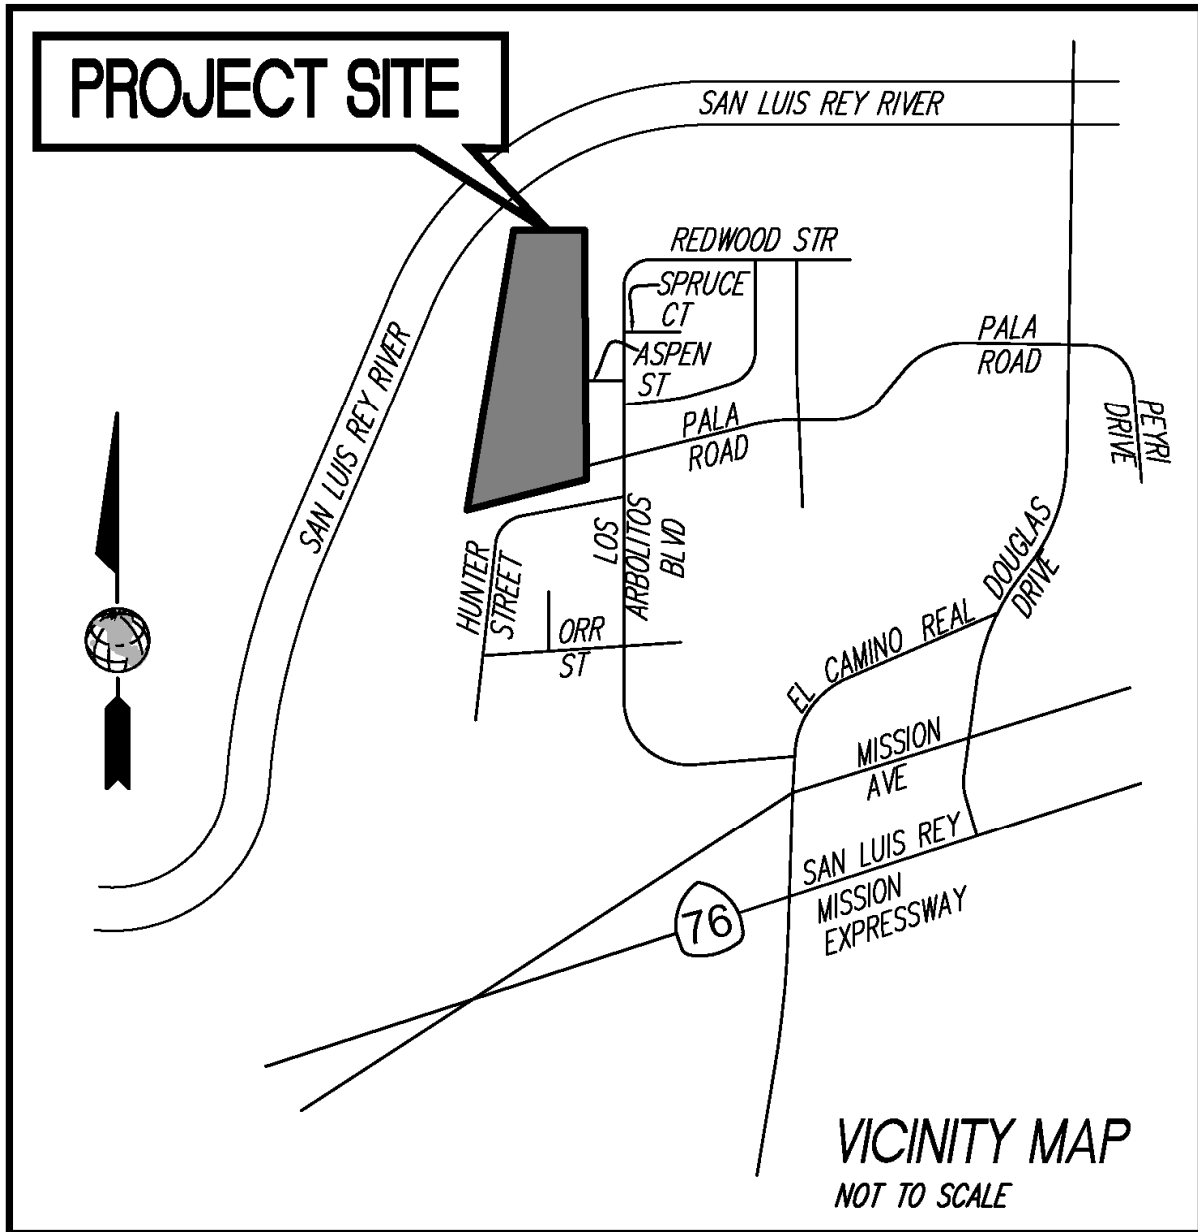 PROJECT SITE
SAN LUIS REY RIVER
REDWOOD STR
SPRUCE
CT
ASPEN
ST
PALA
ROAD
PALA
ROAD
PEYRI
DRIVE
SAN LUIS REY RIVER
LOS
ARBOLITOS
BLVD
HUNTER
STREET
ORR
ST
DOUGLAS
DRIVE
EL CAMINO REAL
MISSION
AVE
SAN LUIS REY
MISSION
EXPRESSWAY
76
VICINITY MAP
NOT TO SCALE